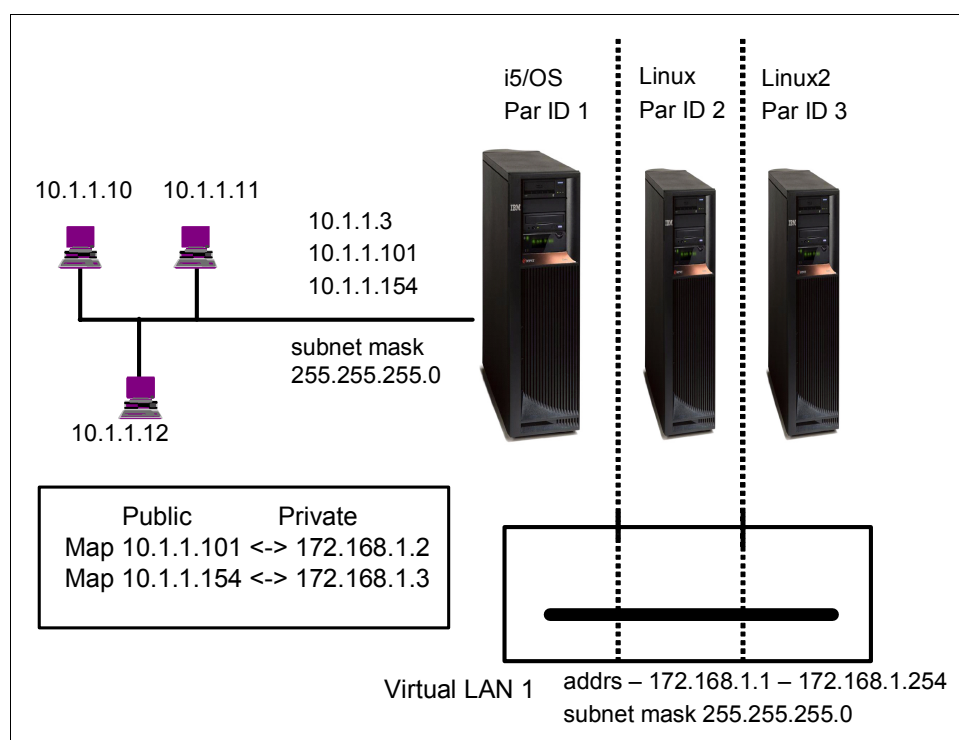 i5/OS
Par ID 1
Linux
Par ID 2
Linux2
Par ID 3
10.1.1.10
10.1.1.11
10.1.1.3
10.1.1.101
10.1.1.154
subnet mask
255.255.255.0
10.1.1.12
Public Private
Map 10.1.1.101 <-> 172.168.1.2
Map 10.1.1.154 <-> 172.168.1.3
Virtual LAN 1
addrs – 172.168.1.1 – 172.168.1.254
subnet mask 255.255.255.0